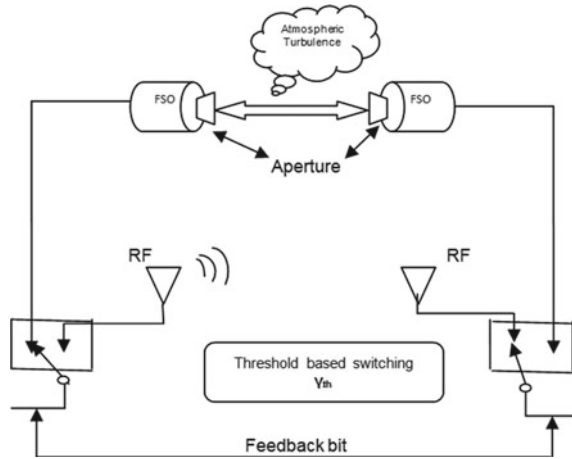 Atmospheric
Turbulence
FSO
FSO
Aperture
RF
RF
Threshold based switching
γth
Feedback bit